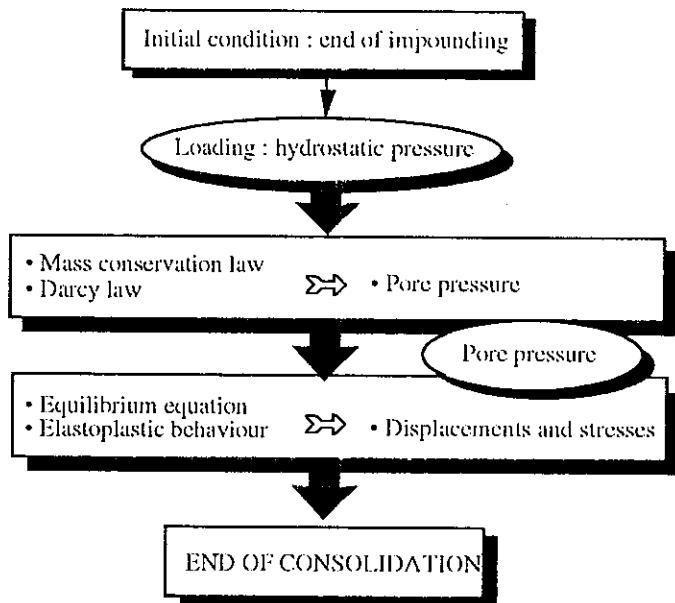 Initial condition : end of impounding
Loading : hydrostatic pressure
• Mass conservation law
• Darcy law
• Pore pressure
Pore pressure
• Equilibrium equation
• Elastoplastic behaviour
• Displacements and stresses
END OF CONSOLIDATION